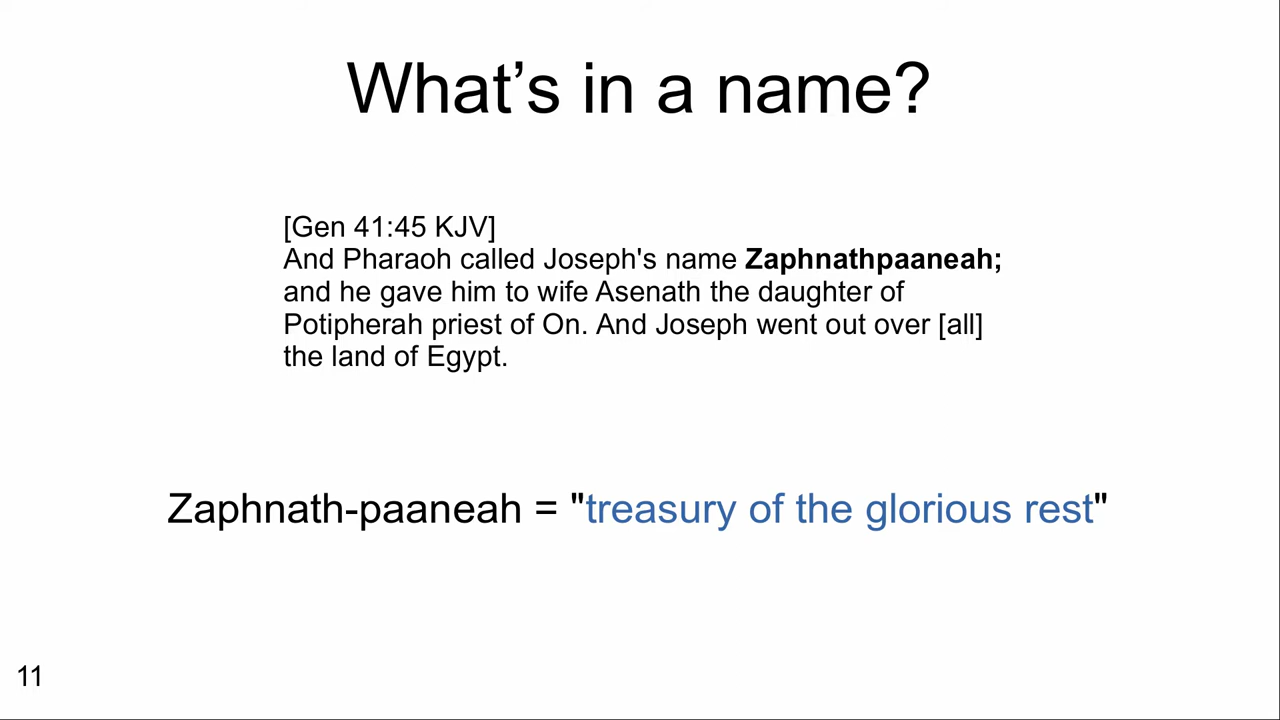 What’s in a name?
[Gen 41:45 KJV]
And Pharaoh called Joseph's name Zaphnathpaaneah;
and he gave him to wife Asenath the daughter of
Potipherah priest of On. And Joseph went out over [all]
the land of Egypt.
Zaphnath-paaneah = "treasury of the glorious rest"
11